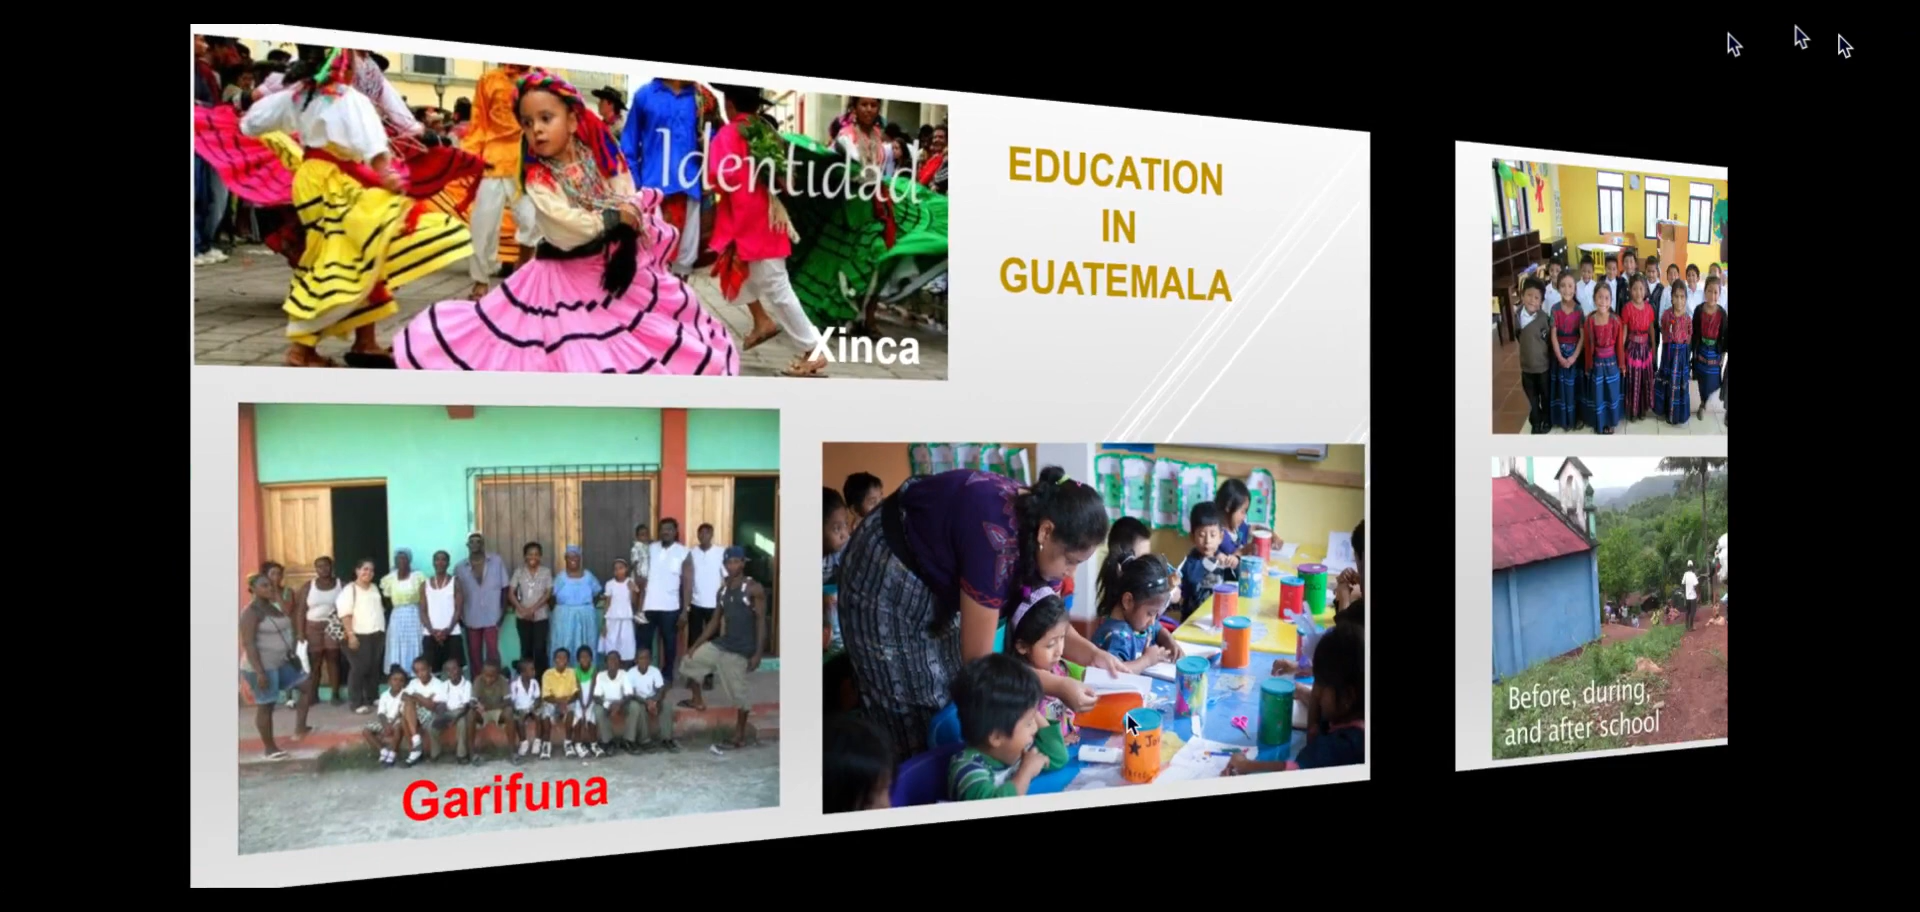 Identidad
Xinca
EDUCATION
IN
GUATEMALA
Garifuna
Before, during,
and after school